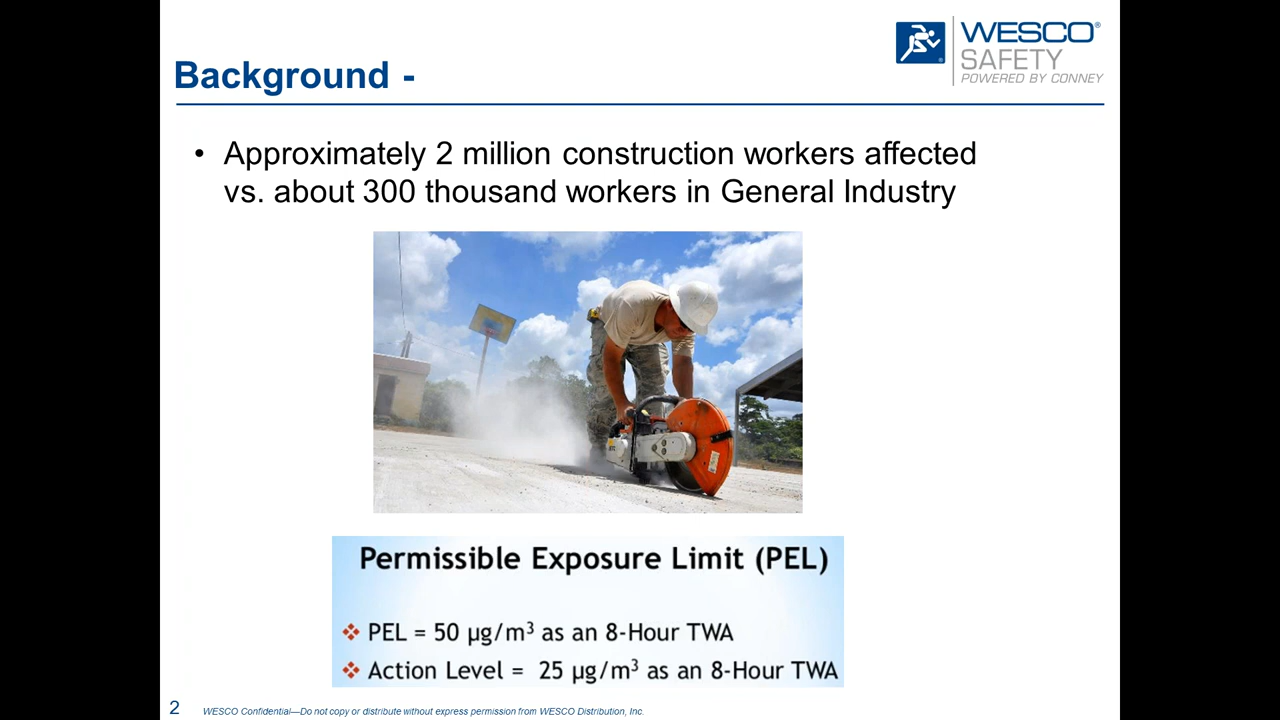 WESCO®
SAFETY
POWERED BY CONNEY
Background -
• Approximately 2 million construction workers affected
vs. about 300 thousand workers in General Industry
Permissible Exposure Limit (PEL)
❖ PEL = 50 µg/m³ as an 8-Hour TWA
❖ Action Level = 25 µg/m³ as an 8-Hour TWA
2 WESCO Confidential—Do not copy or distribute without express permission from WESCO Distribution, Inc.